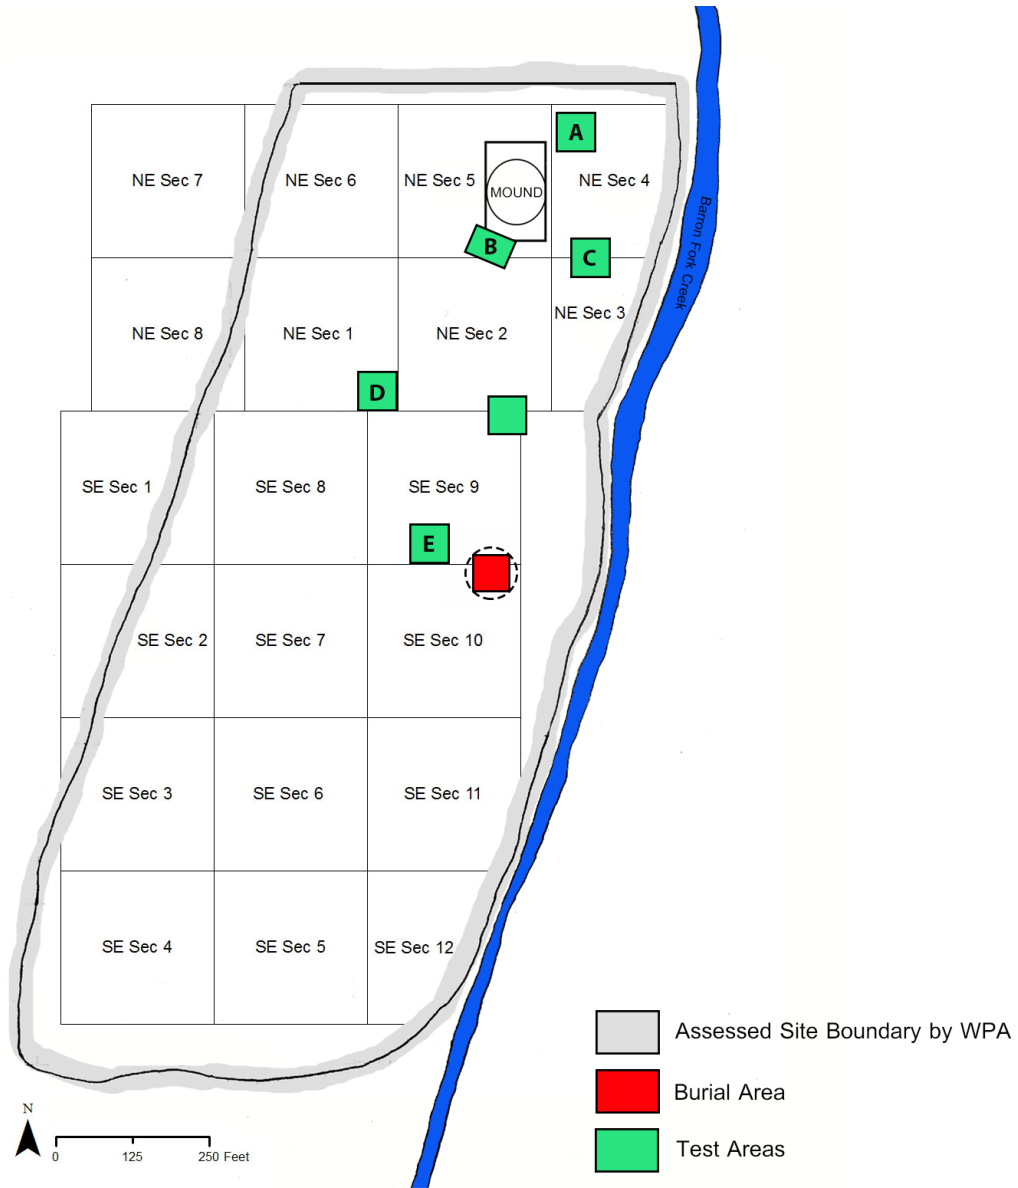 A
NE Sec 7
NE Sec 6
NE Sec 5
MOUND
NE Sec 4
B
C
Barron Fork Creek
NE Sec 8
NE Sec 1
NE Sec 2
NE Sec 3
D
SE Sec 1
SE Sec 8
SE Sec 9
E
SE Sec 2
SE Sec 7
SE Sec 10
SE Sec 3
SE Sec 6
SE Sec 11
SE Sec 4
SE Sec 5
SE Sec 12
Assessed Site Boundary by WPA
Burial Area
Test Areas
N
0 125 250 Feet